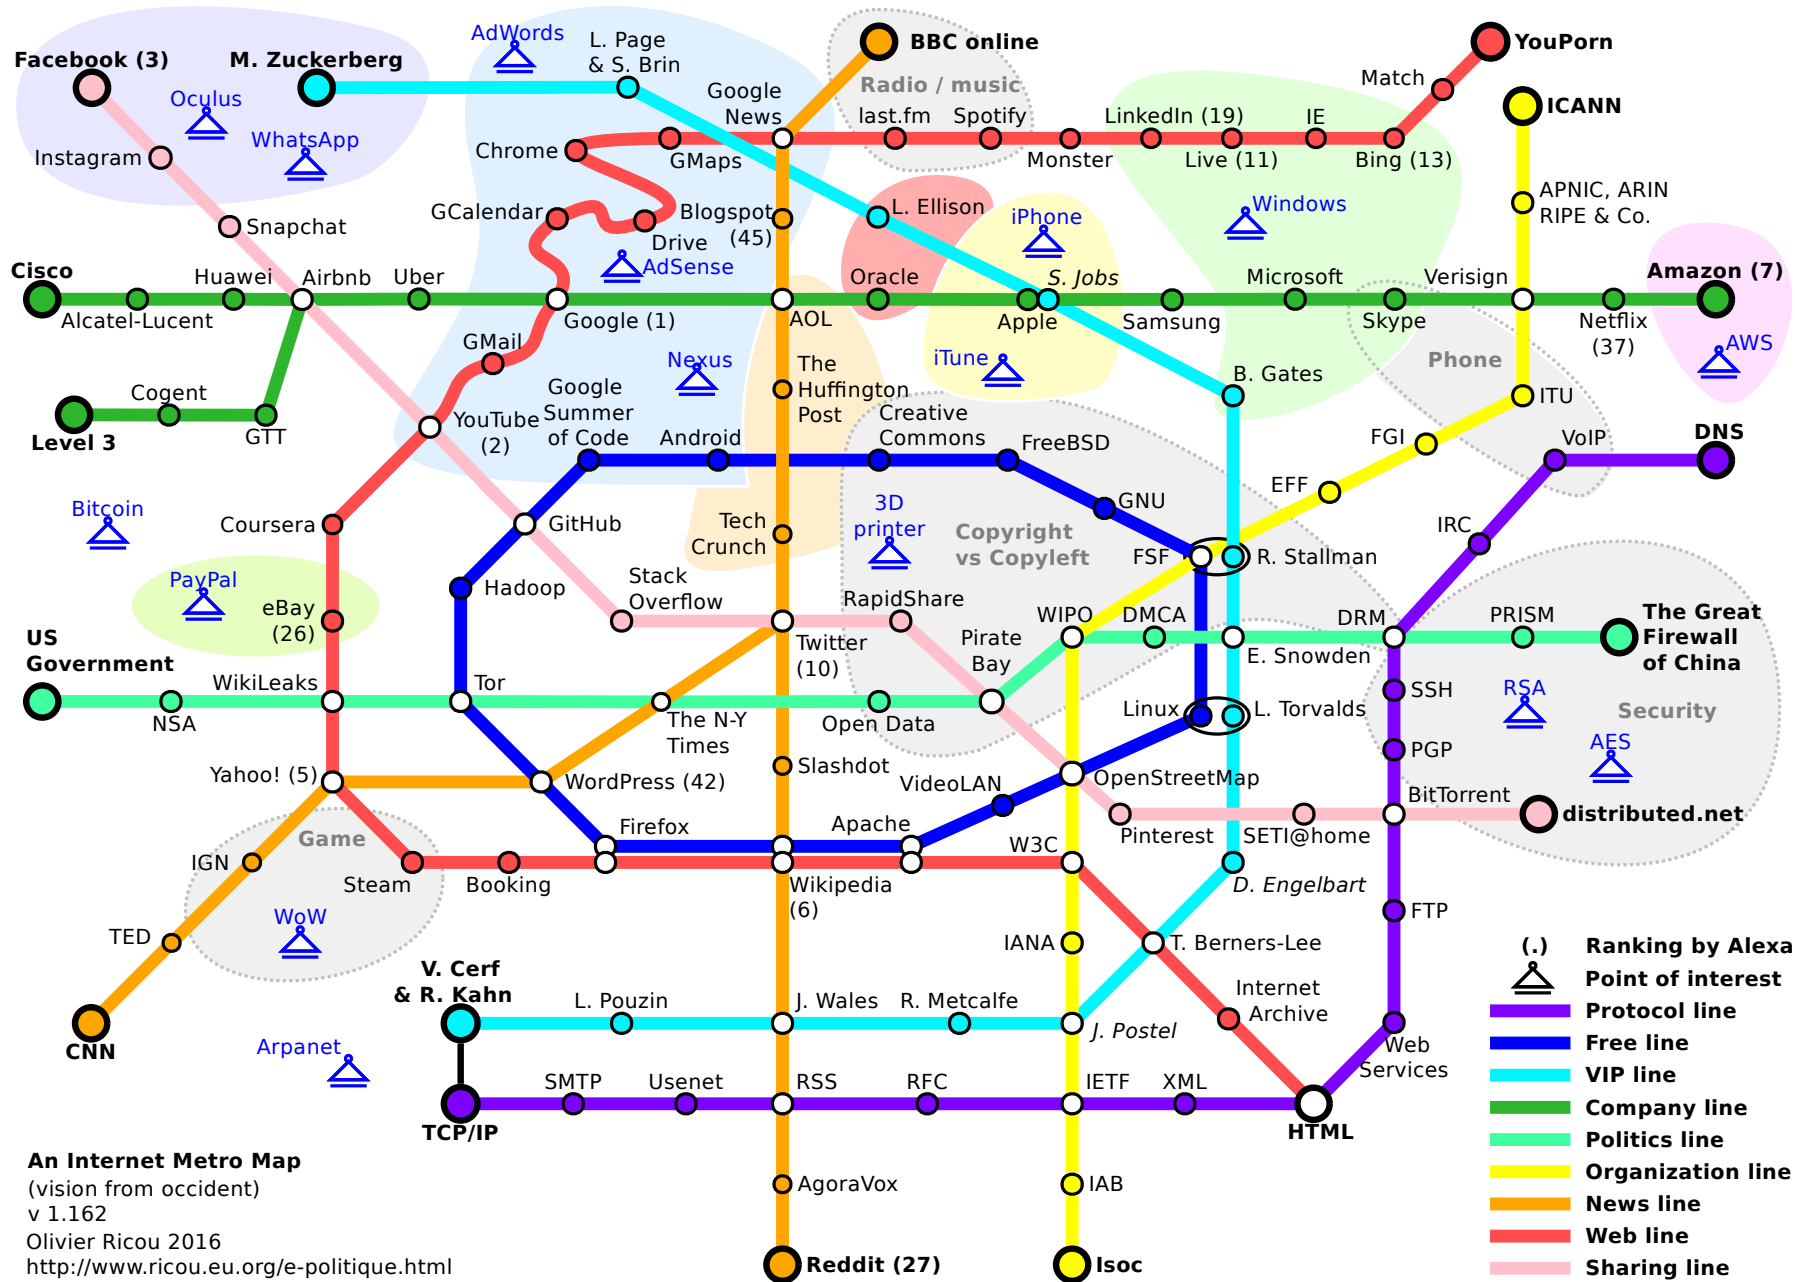 Facebook (3)
M. Zuckerberg
AdWords
L. Page
& S. Brin
BBC online
YouPorn
Oculus
WhatsApp
Instagram
Snapchat
Google
News
Radio / music
last.fm
Spotify
Monster
LinkedIn (19)
Live (11)
IE
Bing (13)
Match
ICANN
Chrome
GMaps
GCalendar
Drive
AdSense
Blogspot
(45)
L. Ellison
iPhone
S. Jobs
Windows
APNIC, ARIN
RIPE & Co.
Cisco
Alcatel-Lucent
Huawei
Airbnb
Uber
Google (1)
AOL
Oracle
Apple
Samsung
Microsoft
Skype
Verisign
Netflix
(37)
Amazon (7)
AWS
Level 3
Cogent
GTT
GMail
YouTube
(2)
Nexus
Google
Summer
of Code
Android
The
Huffington
Post
iTune
Creative
Commons
FreeBSD
B. Gates
Phone
ITU
FGI
VoIP
DNS
Bitcoin
PayPal
Coursera
eBay
(26)
GitHub
Hadoop
Stack
Overflow
Tech
Crunch
3D
printer
Copyright
vs Copyleft
GNU
EFF
IRC
FSF
R. Stallman
RapidShare
Twitter
(10)
Pirate
Bay
WIPO
DMCA
E. Snowden
DRM
PRISM
The Great
Firewall
of China
US
Government
NSA
WikiLeaks
Tor
The N-Y
Times
Open Data
Linux
L. Torvalds
SSH
RSA
Security
AES
PGP
Yahoo! (5)
WordPress (42)
Slashdot
VideoLAN
OpenStreetMap
BitTorrent
distributed.net
Pinterest
SETI@home
Game
IGN
Steam
Booking
Firefox
Wikipedia
(6)
Apache
W3C
D. Engelbart
FTP
WoW
TED
CNN
IANA
T. Berners-Lee
V. Cerf
& R. Kahn
L. Pouzin
J. Wales
R. Metcalfe
J. Postel
Internet
Archive
Web
Services
Arpanet
TCP/IP
SMTP
Usenet
RSS
RFC
IETF
XML
HTML
AgoraVox
IAB
Reddit (27)
Isoc
An Internet Metro Map
(vision from occident)
v 1.162
Olivier Ricou 2016
http://www.ricou.eu.org/e-politique.html
(.) Ranking by Alexa
Point of interest
Protocol line
Free line
VIP line
Company line
Politics line
Organization line
News line
Web line
Sharing line